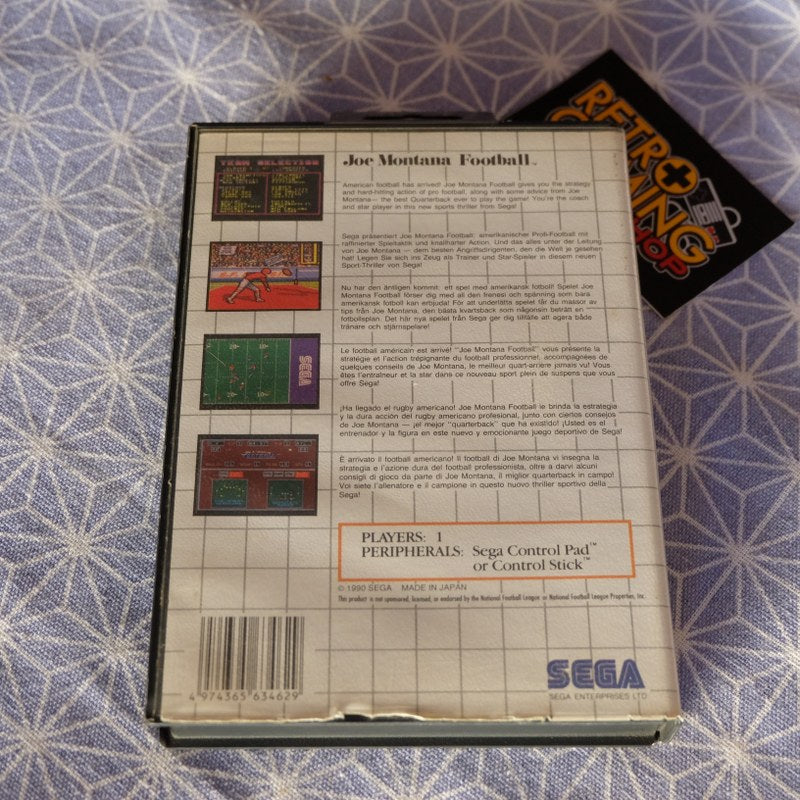 Joe Montana Football™
American football has arrived! Joe Montana Football gives you the strategy
and hard-hitting action of pro football, along with some advice from Joe
Montana — the best Quarterback ever to play the game! You're the coach
and star player in this new sports thriller from Sega!
Sega präsentiert Joe Montana Football: amerikanischer Profi-Football mit
raffinierter Spieltaktik und knallharter Action. Und das alles unter der Leitung
von Joe Montana — dem besten Angriffsdirigenten, den die Welt je gesehen
hat! Legen Sie sich ins Zeug als Trainer und Star-Spieler in diesem neuen
Sport-Thriller von Sega!
Nu har den äntligen kommit: ett spel med amerikansk fotboll! Spelet Joe
Montana Football förser dig med all den frenesi och spänning som bara
amerikansk fotboll kan erbjuda! För att underlätta spelet får du massor av
tips från Joe Montana, den bästa kvartsback som någonsin beträtt en
fotbollsplan. Det här nya spelet från Sega ger dig tillfälle att agera både
tränare och stjärnspelare!
Le football américain est arrivé! "Joe Montana Football" vous présente la
stratégie et l'action trépignante du football professionnel, accompagnées de
quelques conseils de Joe Montana, le meilleur quart-arrière jamais vu! Vous
êtes l'entraîneur et la star dans ce nouveau sport plein de suspens que vous
offre Sega!
¡Ha llegado el rugby americano! Joe Montana Football le brinda la estrategia
y la dura acción del rugby americano profesional, junto con ciertos consejos
de Joe Montana — ¡el mejor "quarterback" que ha existido! ¡Usted es el
entrenador y la figura en este nuevo y emocionante juego deportivo de Sega!
È arrivato il football americano! Il football di Joe Montana vi insegna la
strategia e l'azione dura del football professionista, oltre a darvi alcuni
consigli di gioco da parte di Joe Montana, il miglior quarterback in campo!
Voi siete l'allenatore e il campione in questo nuovo thriller sportivo della
Sega!
PLAYERS: 1
PERIPHERALS: Sega Control Pad™
or Control Stick™
© 1990 SEGA MADE IN JAPAN
This product is not sponsored, licensed, or endorsed by the National Football League or National Football League Properties, Inc.
4 974365 634629
SEGA
SEGA ENTERPRISES LTD
TEAM SELECTION
SEGA
RETRO
SHOP